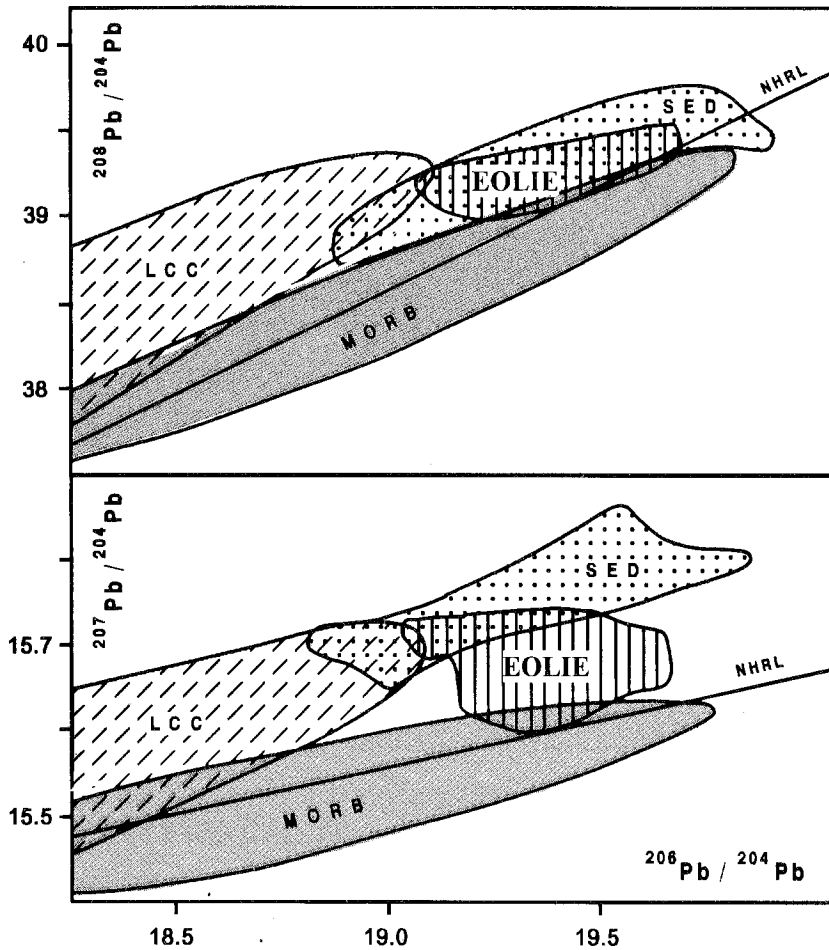 40
208Pb / 204Pb
NHRL
SED
EOLIE
39
LCC
MORB
38
207Pb / 204Pb
SED
15.7
EOLIE
NHRL
LCC
15.5
MORB
206Pb / 204Pb
18.5 19.0 19.5